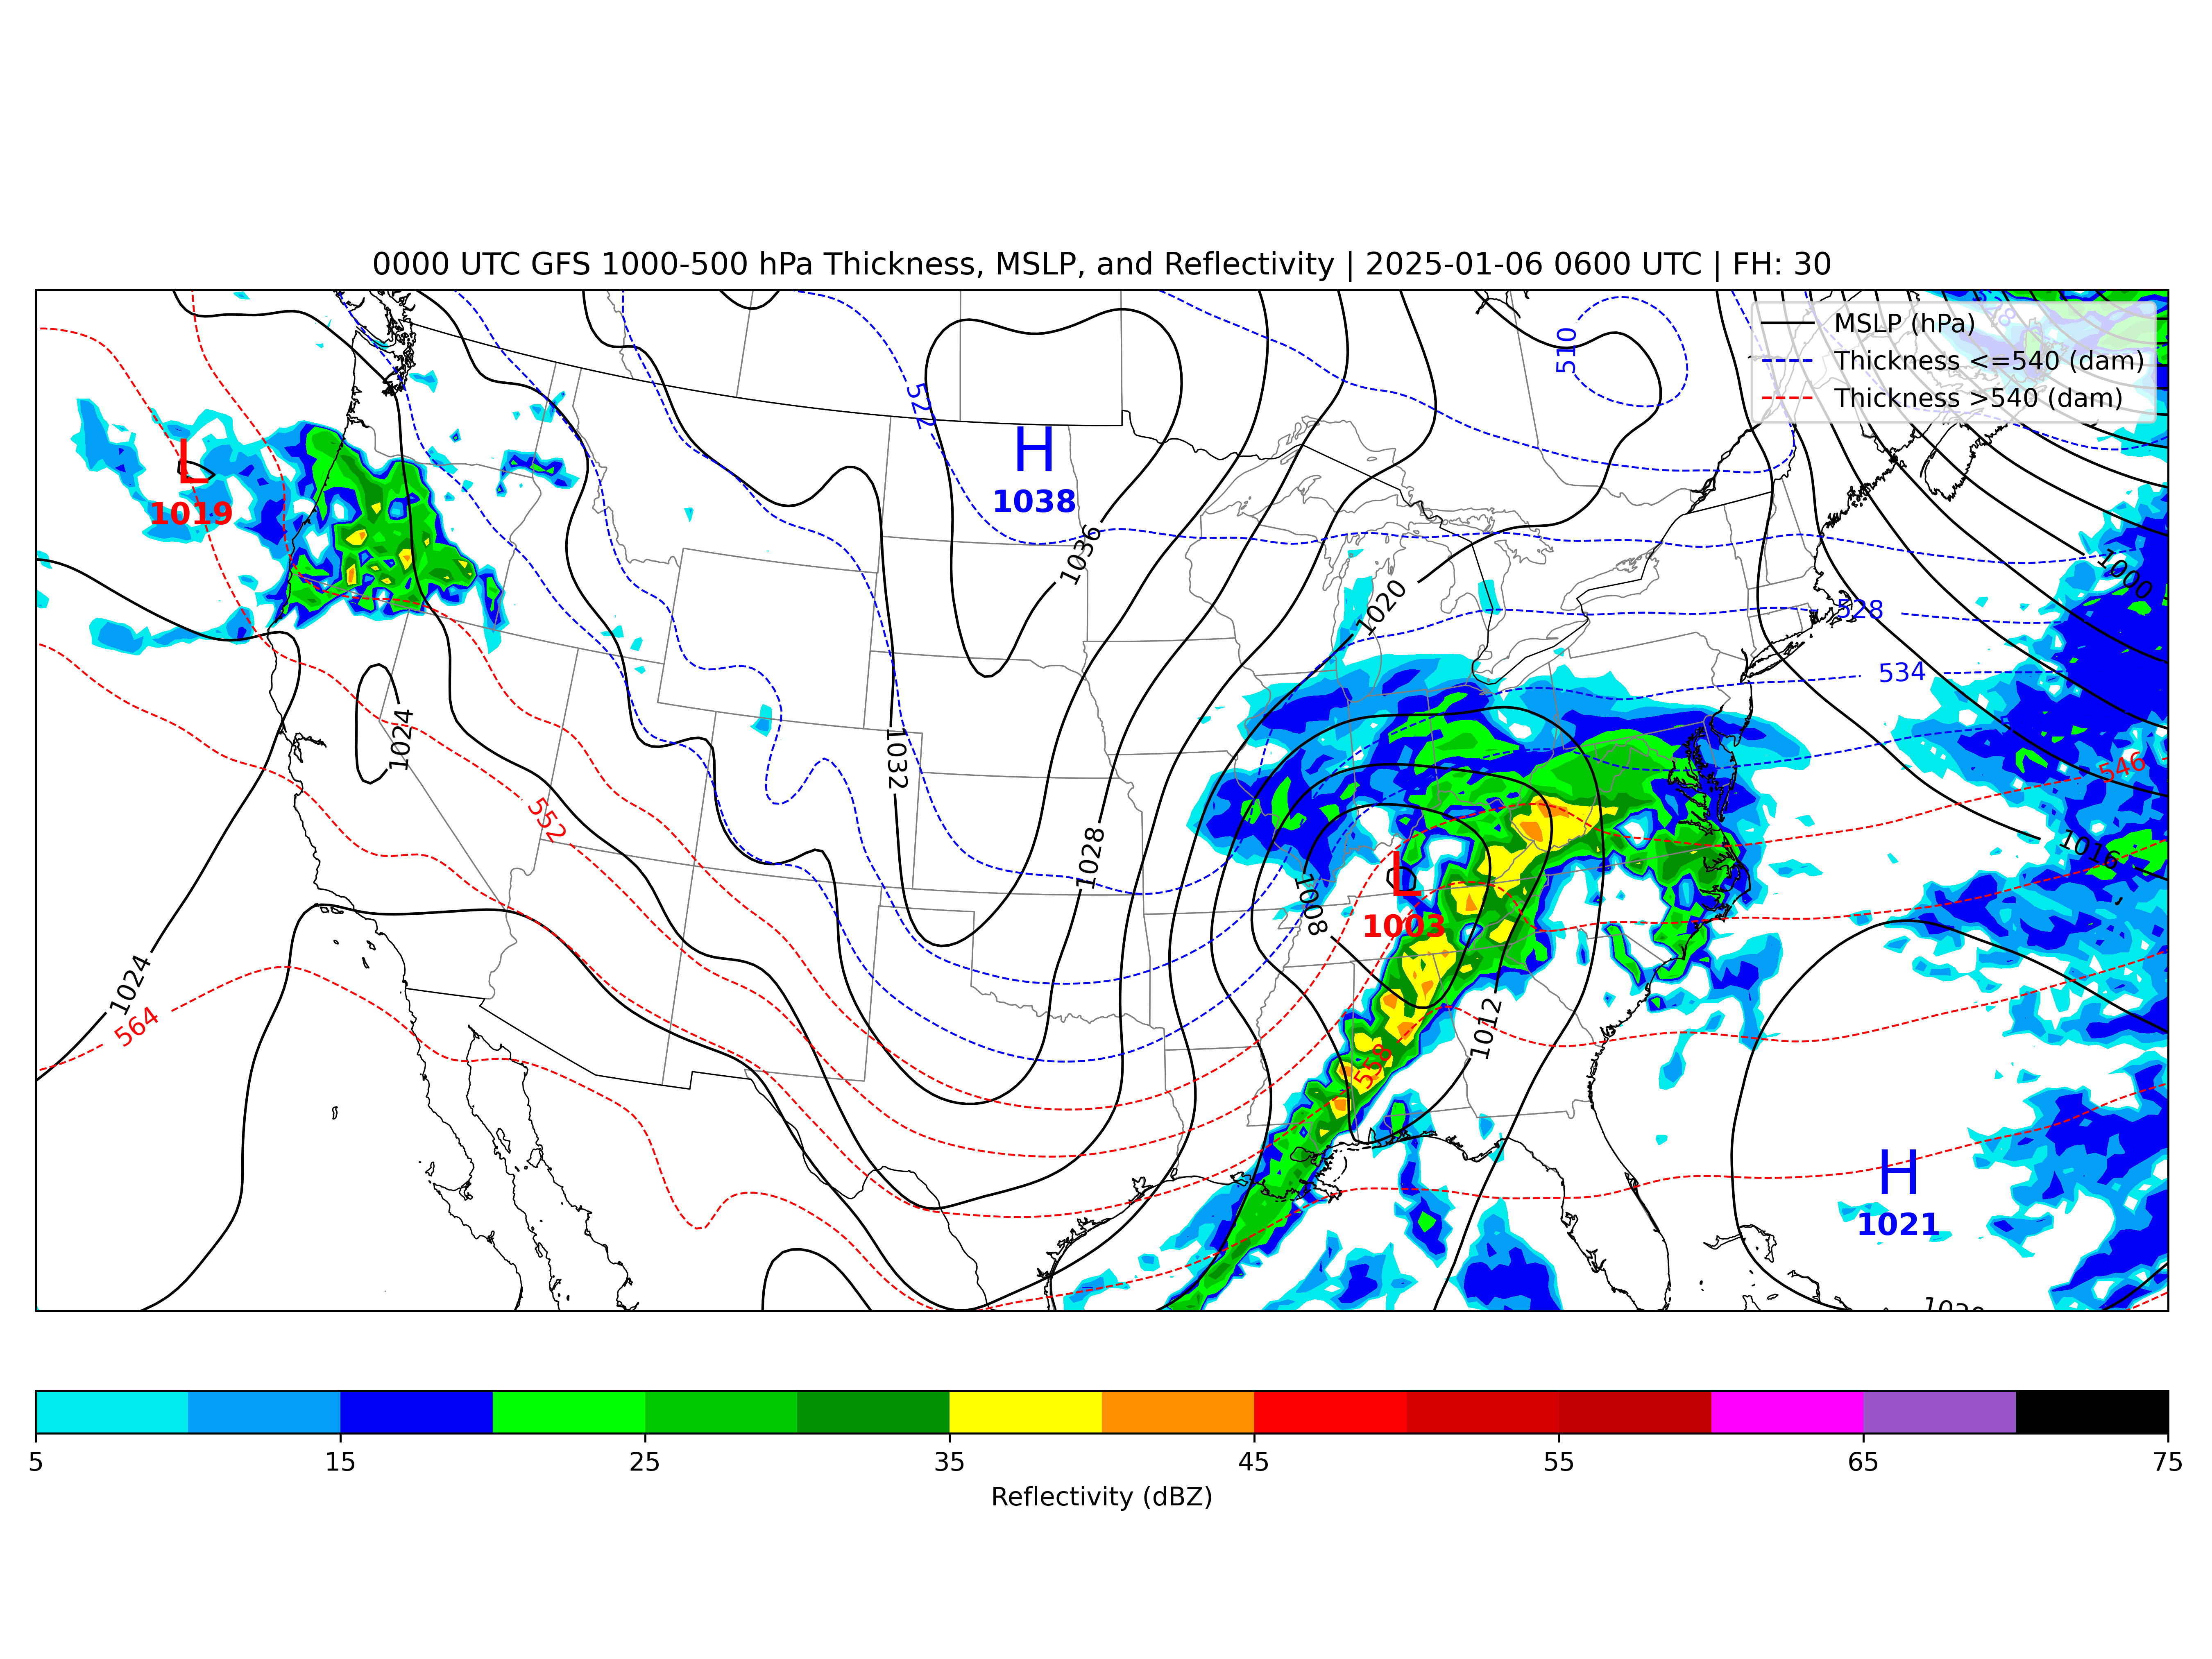 0000 UTC GFS 1000-500 hPa Thickness, MSLP, and Reflectivity | 2025-01-06 0600 UTC | FH: 30
MSLP (hPa)
Thickness <=540 (dam)
Thickness >540 (dam)
510
522
H
1038
L
1019
1036
1000
1020
528
534
1024
1032
552
546
1028
1016
L
1003
1008
1024
564
1012
558
H
1021
5 15 25 35 45 55 65 75
Reflectivity (dBZ)